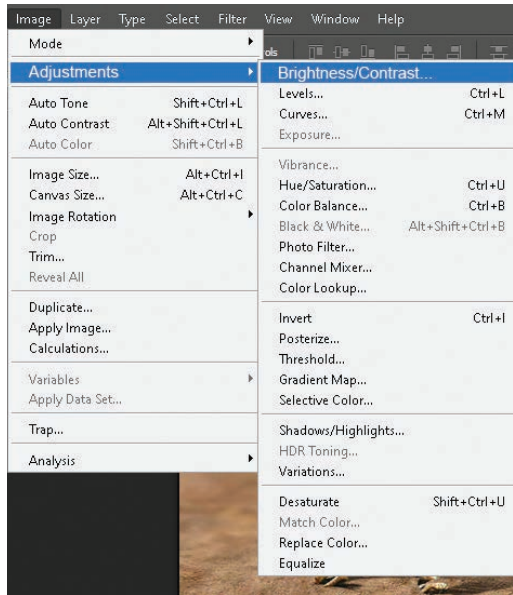 Image Layer Type Select Filter View Window Help
Mode
ols
Adjustments
Auto Tone Shift+Ctrl+L
Auto Contrast Alt+Shift+Ctrl+L
Auto Color Shift+Ctrl+B
Image Size... Alt+Ctrl+I
Canvas Size... Alt+Ctrl+C
Image Rotation
Crop
Trim...
Reveal All
Duplicate...
Apply Image...
Calculations...
Variables
Apply Data Set...
Trap...
Analysis
Brightness/Contrast...
Levels... Ctrl+L
Curves... Ctrl+M
Exposure...
Vibrance...
Hue/Saturation... Ctrl+U
Color Balance... Ctrl+B
Black & White... Alt+Shift+Ctrl+B
Photo Filter...
Channel Mixer...
Color Lookup...
Invert Ctrl+I
Posterize...
Threshold...
Gradient Map...
Selective Color...
Shadows/Highlights...
HDR Toning...
Variations...
Desaturate Shift+Ctrl+U
Match Color...
Replace Color...
Equalize